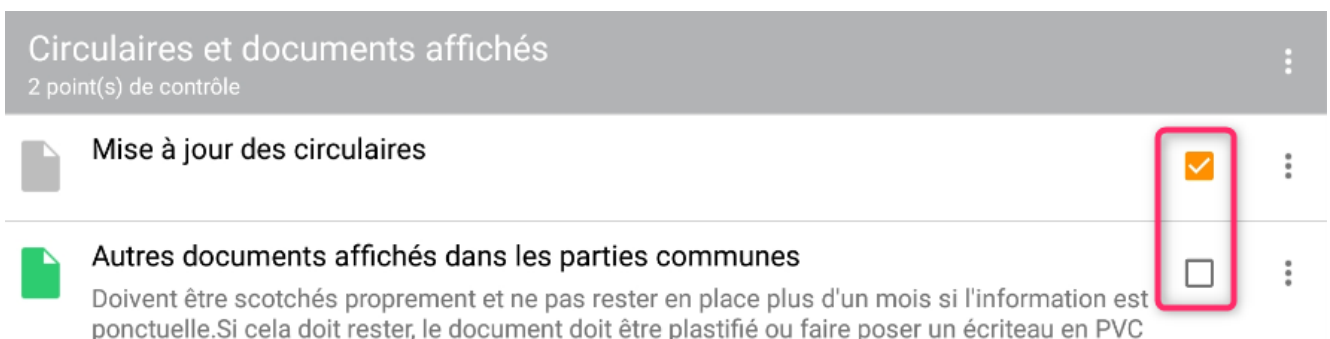 Circulaires et documents affichés
2 point(s) de contrôle
Mise à jour des circulaires
Autres documents affichés dans les parties communes
Doivent être scotchés proprement et ne pas rester en place plus d'un mois si l'information est
ponctuelle.Si cela doit rester, le document doit être plastifié ou faire poser un écriteau en PVC